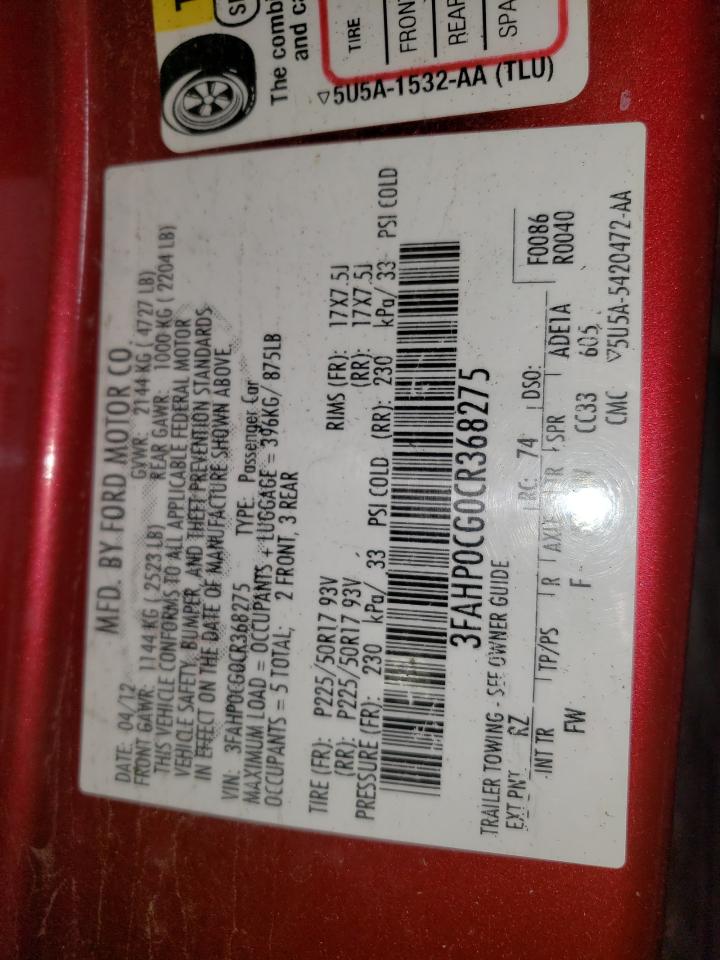 The combi
and ca
TIRE
FRON
REAR
SPA
▽5U5A-1532-AA (TLU)
MFD. BY FORD MOTOR CO.
DATE: 04/12 GVWR: 2144 KG ( 4727 LB)
FRONT GAWR: 1144 KG ( 2523 LB) REAR GAWR: 1000 KG ( 2204 LB)
THIS VEHICLE CONFORMS TO ALL APPLICABLE FEDERAL MOTOR
VEHICLE SAFETY, BUMPER, AND THEFT PREVENTION STANDARDS
IN EFFECT ON THE DATE OF MANUFACTURE SHOWN ABOVE.
VIN: 3FAHP0CG0CR368275 TYPE: Passenger Car
MAXIMUM LOAD = OCCUPANTS + LUGGAGE = 396KG/ 875LB
OCCUPANTS = 5 TOTAL; 2 FRONT, 3 REAR
TIRE (FR): P225/50R17 93V RIMS (FR): 17X7.5J
(RR): P225/50R17 93V (RR): 17X7.5J
PRESSURE (FR): 230 kPa/ 33 PSI COLD (RR): 230 kPa/ 33 PSI COLD
3FAHP0CG0CR368275
TRAILER TOWING - SEE OWNER GUIDE
EXT PNT RZ RC: 74 DSO: F0086
R0040
INT TR TP/PS R AXLE TR SPR ADE1A
FW F CC33 605
CMC ▽5U5A-5420472-AA